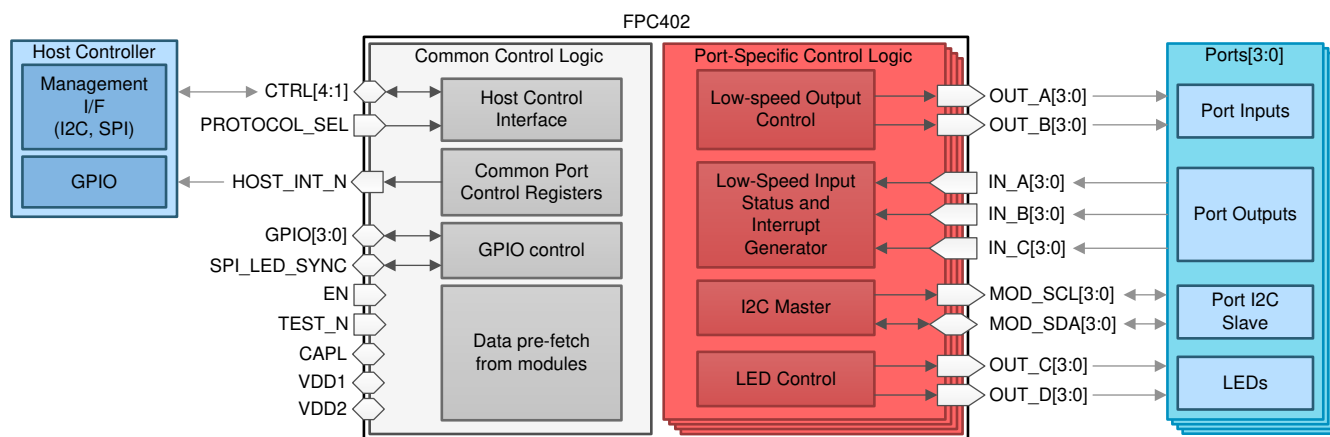 FPC402
Host Controller
Management
I/F
(I2C, SPI)
GPIO
CTRL[4:1]
PROTOCOL_SEL
HOST_INT_N
GPIO[3:0]
SPI_LED_SYNC
EN
TEST_N
CAPL
VDD1
VDD2
Common Control Logic
Host Control
Interface
Common Port
Control Registers
GPIO control
Data pre-fetch
from modules
Port-Specific Control Logic
Low-speed Output
Control
Low-Speed Input
Status and
Interrupt
Generator
I2C Master
LED Control
OUT_A[3:0]
OUT_B[3:0]
IN_A[3:0]
IN_B[3:0]
IN_C[3:0]
MOD_SCL[3:0]
MOD_SDA[3:0]
OUT_C[3:0]
OUT_D[3:0]
Ports[3:0]
Port Inputs
Port Outputs
Port I2C
Slave
LEDs